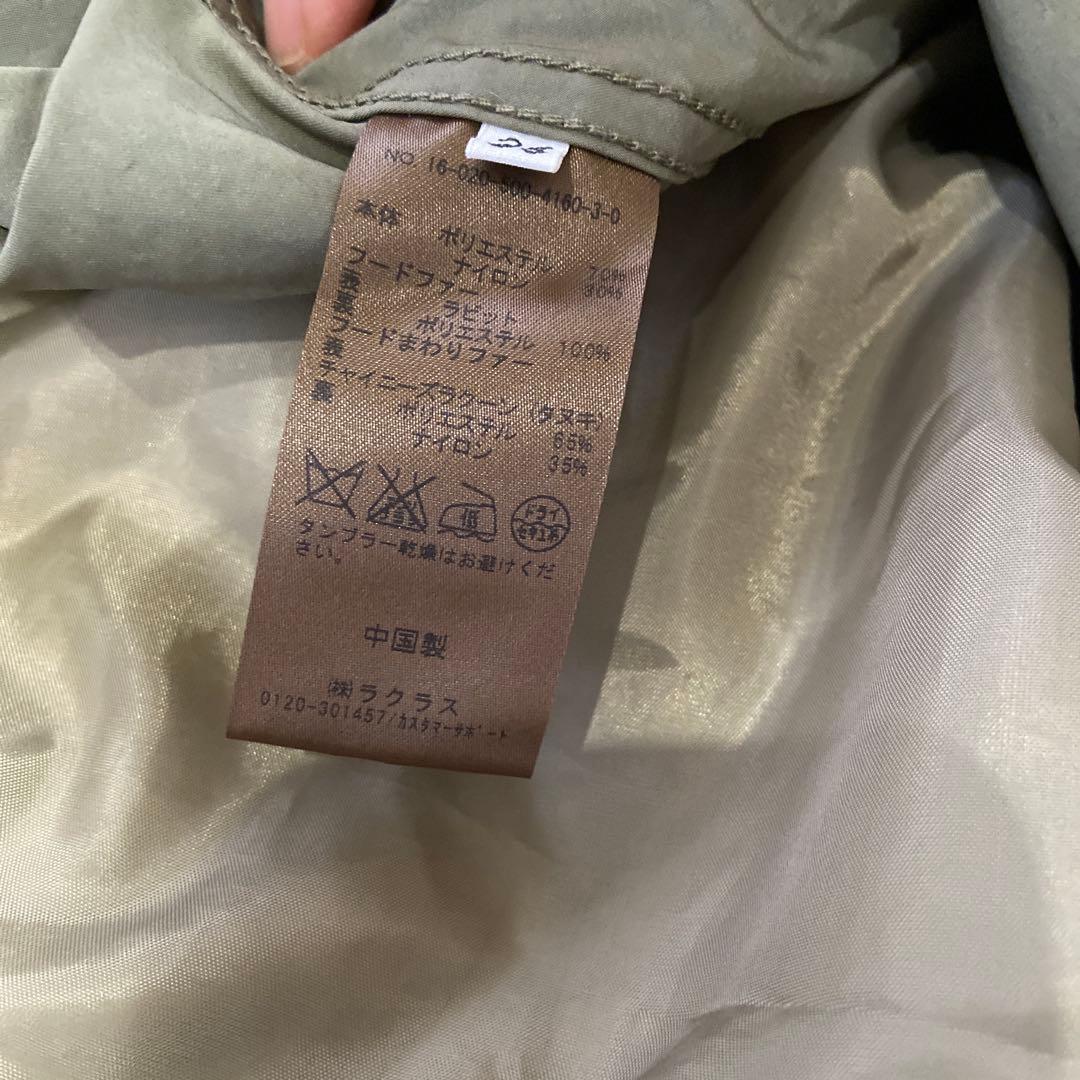 NO 16-020-500-4160-3-0
本体 ポリエステル 70%
ナイロン 30%
フードファー
表 ラビット
裏 ポリエステル 100%
フードまわりファー
表 チャイニーズラクーン(タヌキ)
裏 ポリエステル 65%
ナイロン 35%
ドライ
セキユ系
タンブラー乾燥はお避けくだ
さい。
中国製
㈱ラクラス
0120-301457/カスタマーサポート